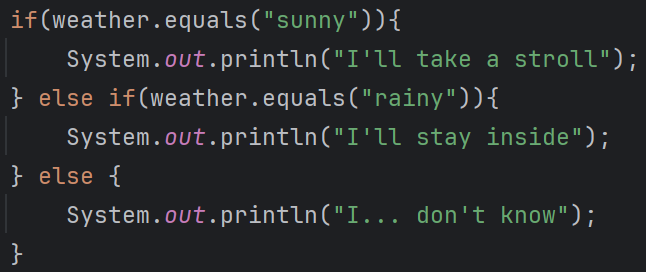 if(weather.equals("sunny")){
    System.out.println("I'll take a stroll");
} else if(weather.equals("rainy")){
    System.out.println("I'll stay inside");
} else {
    System.out.println("I... don't know");
}